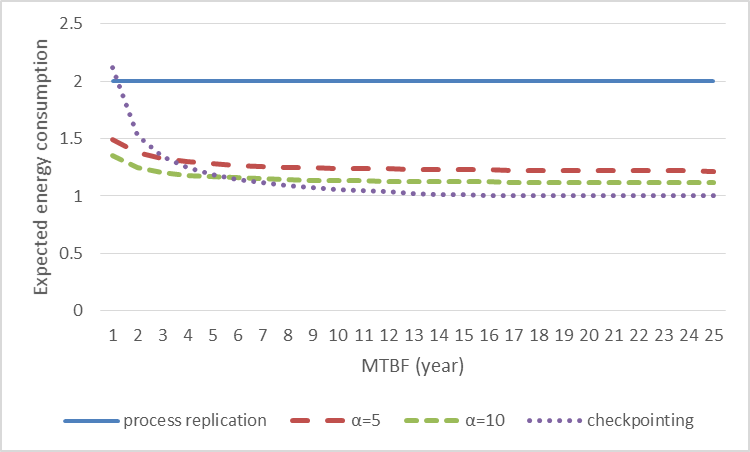 2.5
2
1.5
1
0.5
0
Expected energy consumption
1 2 3 4 5 6 7 8 9 10 11 12 13 14 15 16 17 18 19 20 21 22 23 24 25
MTBF (year)
process replication α=5 α=10 checkpointing